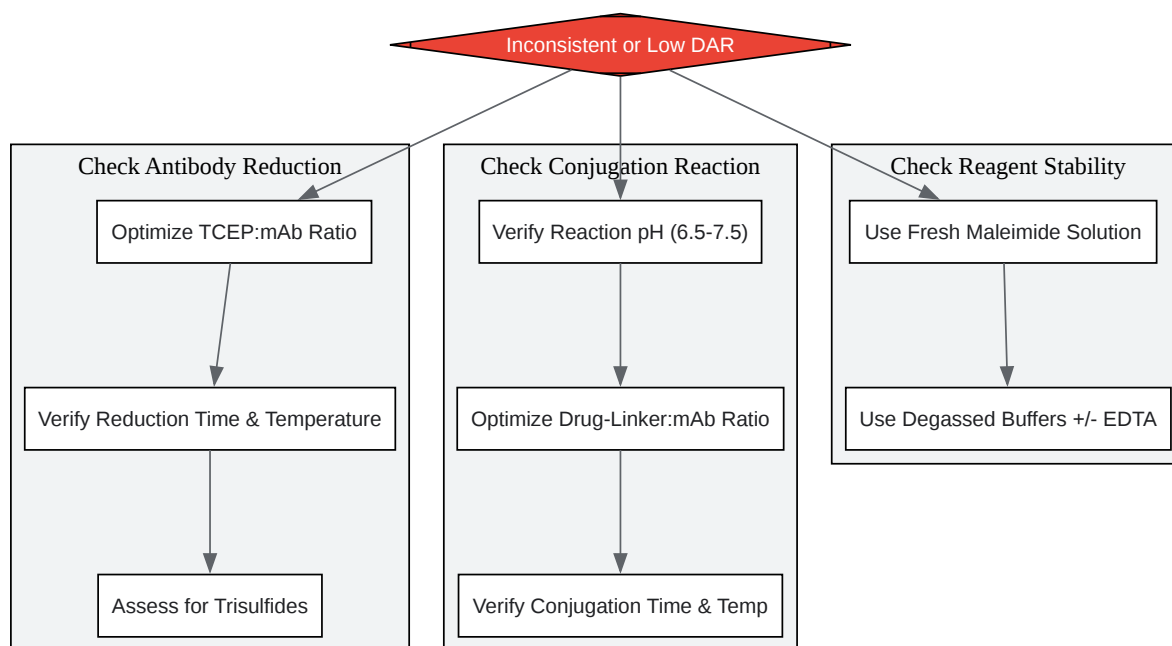 Inconsistent or Low DAR
Check Antibody Reduction
Optimize TCEP:mAb Ratio
Verify Reduction Time & Temperature
Assess for Trisulfides
Check Conjugation Reaction
Verify Reaction pH (6.5-7.5)
Optimize Drug-Linker:mAb Ratio
Verify Conjugation Time & Temp
Check Reagent Stability
Use Fresh Maleimide Solution
Use Degassed Buffers +/- EDTA